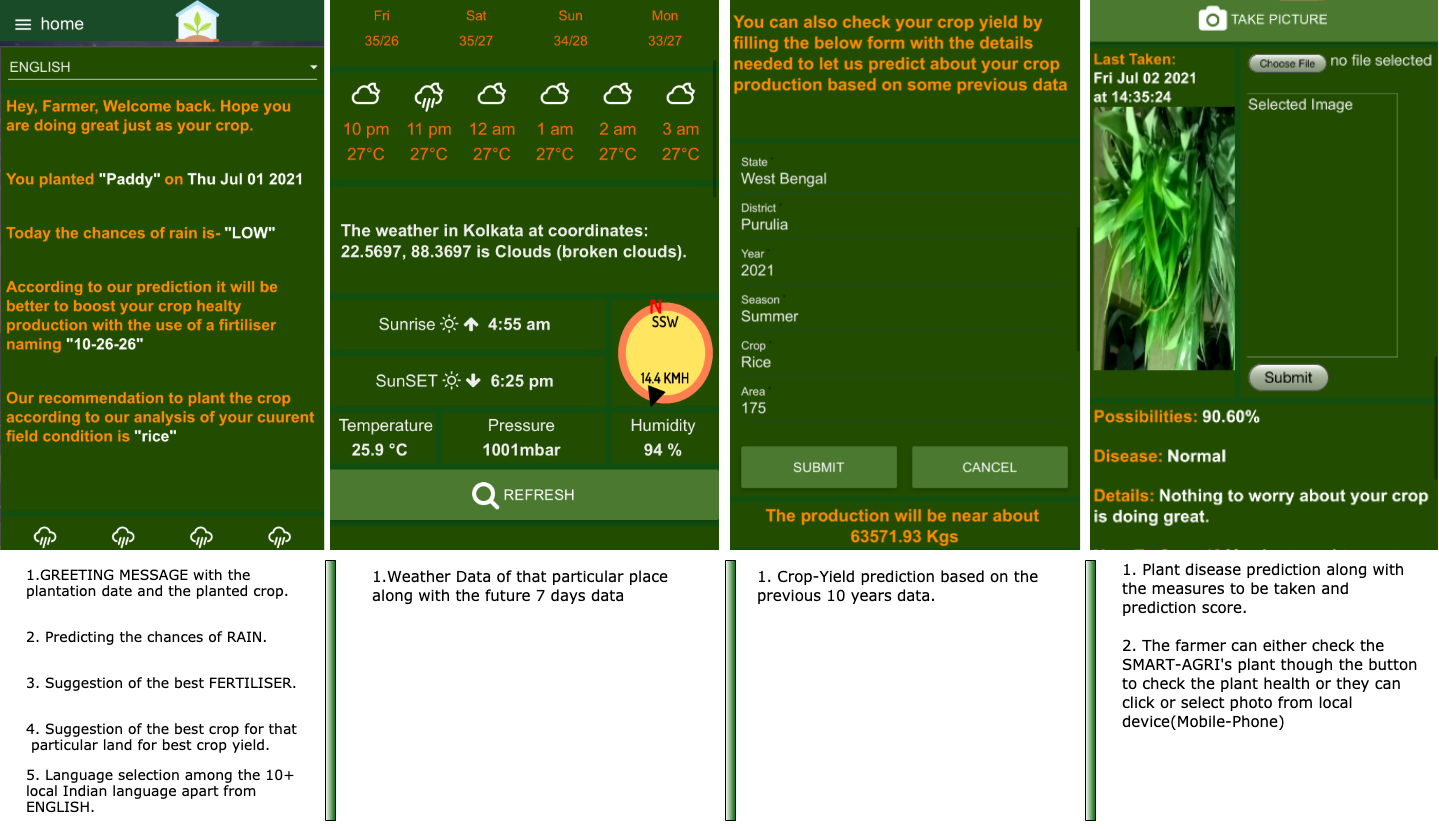 home
ENGLISH
Hey, Farmer, Welcome back. Hope you
are doing great just as your crop.
You planted "Paddy" on Thu Jul 01 2021
Today the chances of rain is- "LOW"
According to our prediction it will be
better to boost your crop healty
production with the use of a firtiliser
naming "10-26-26"
Our recommendation to plant the crop
according to our analysis of your cuurent
field condition is "rice"
Fri Sat Sun Mon
35/26 35/27 34/28 33/27
10 pm 11 pm 12 am 1 am 2 am 3 am
27°C 27°C 27°C 27°C 27°C 27°C
The weather in Kolkata at coordinates:
22.5697, 88.3697 is Clouds (broken clouds).
Sunrise 4:55 am
SunSET 6:25 pm
N
SSW
14.4 KMH
Temperature Pressure Humidity
25.9 °C 1001mbar 94 %
REFRESH
You can also check your crop yield by
filling the below form with the details
needed to let us predict about your crop
production based on some previous data
State *
West Bengal
District *
Purulia
Year *
2021
Season *
Summer
Crop *
Rice
Area *
175
SUBMIT CANCEL
The production will be near about
63571.93 Kgs
TAKE PICTURE
Last Taken:
Fri Jul 02 2021
at 14:35:24
Choose File no file selected
Selected Image
Submit
Possibilities: 90.60%
Disease: Normal
Details: Nothing to worry about your crop
is doing great.
1.GREETING MESSAGE with the
plantation date and the planted crop.
2. Predicting the chances of RAIN.
3. Suggestion of the best FERTILISER.
4. Suggestion of the best crop for that
particular land for best crop yield.
5. Language selection among the 10+
local Indian language apart from
ENGLISH.
1.Weather Data of that particular place
along with the future 7 days data
1. Crop-Yield prediction based on the
previous 10 years data.
1. Plant disease prediction along with
the measures to be taken and
prediction score.
2. The farmer can either check the
SMART-AGRI's plant though the button
to check the plant health or they can
click or select photo from local
device(Mobile-Phone)